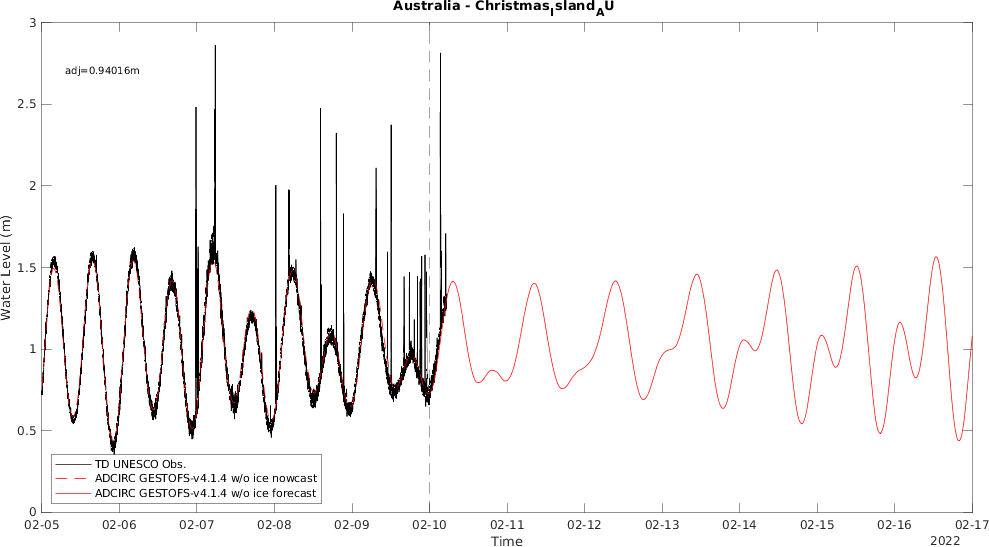 Australia - Christmas_Island_AU
adj=0.94016m
3
2.5
2
1.5
1
0.5
0
Water Level (m)
TD UNESCO Obs.
ADCIRC GESTOFS-v4.1.4 w/o ice nowcast
ADCIRC GESTOFS-v4.1.4 w/o ice forecast
02-05 02-06 02-07 02-08 02-09 02-10 02-11 02-12 02-13 02-14 02-15 02-16 02-17
Time
2022